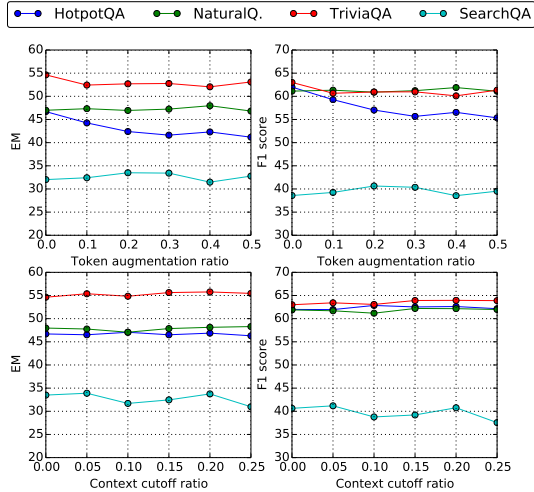 HotpotQA NaturalQ. TriviaQA SearchQA
60
55
50
45
40
35
30
25
20
EM
0.0 0.1 0.2 0.3 0.4 0.5
Token augmentation ratio
70
65
60
55
50
45
40
35
30
F1 score
0.0 0.1 0.2 0.3 0.4 0.5
Token augmentation ratio
60
55
50
45
40
35
30
25
20
EM
0.00 0.05 0.10 0.15 0.20 0.25
Context cutoff ratio
70
65
60
55
50
45
40
35
30
F1 score
0.00 0.05 0.10 0.15 0.20 0.25
Context cutoff ratio